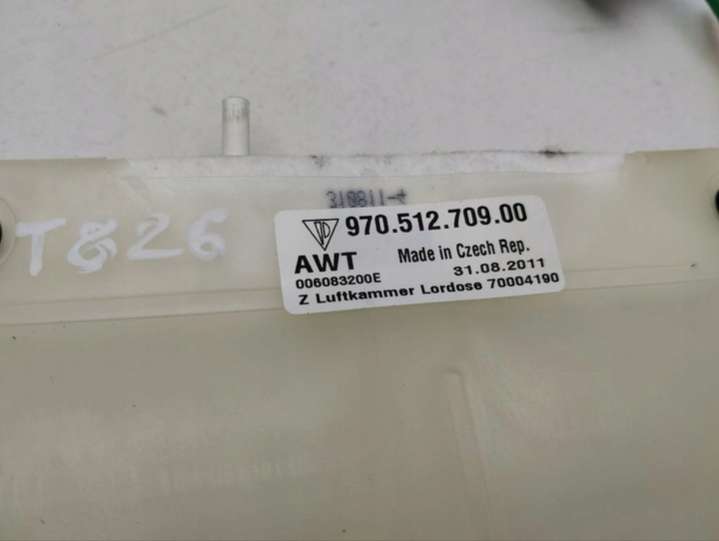 310811-4
T826
970.512.709.00
AWT Made in Czech Rep.
006083200E 31.08.2011
Z Luftkammer Lordose 70004190